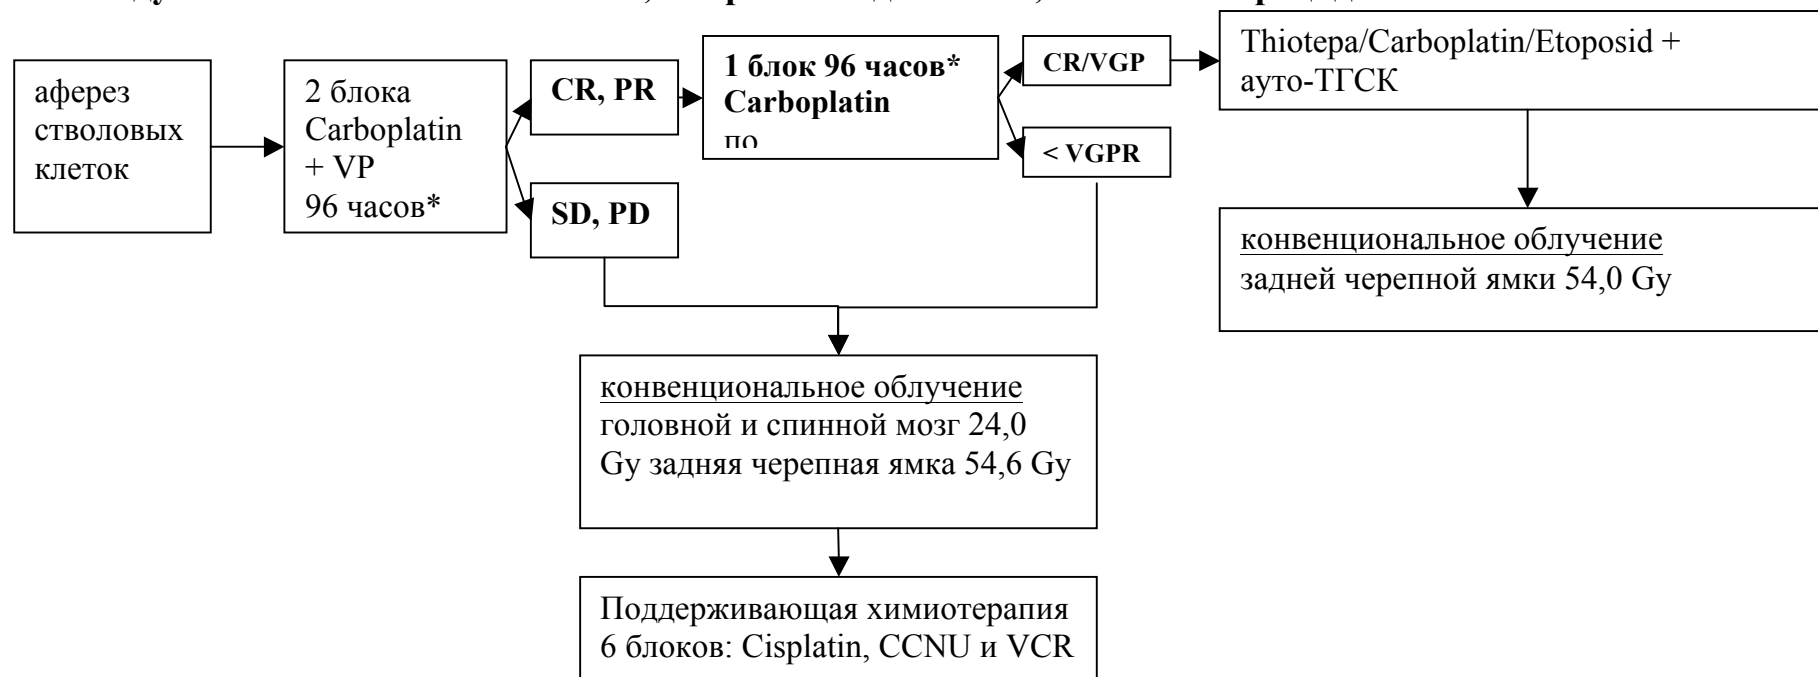 аферез
стволовых
клеток
2 блока
Carboplatin
+ VP
96 часов*
CR, PR
SD, PD
1 блок 96 часов*
Carboplatin
по
CR/VGP
< VGPR
Thiotepa/Carboplatin/Etoposid +
ауто-ТГСК
конвенциональное облучение
задней черепной ямки 54,0 Gy
конвенциональное облучение
головной и спинной мозг 24,0
Gy задняя черепная ямка 54,6 Gy
Поддерживающая химиотерапия
6 блоков: Cisplatin, CCNU и VCR